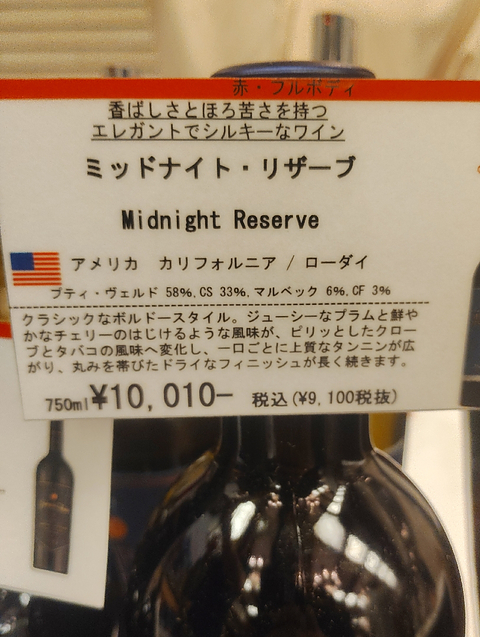 赤・フルボディ
香ばしさとほろ苦さを持つ
エレガントでシルキーなワイン
ミッドナイト・リザーブ
Midnight Reserve
アメリカ カリフォルニア / ローダイ
プティ・ヴェルド 58%,CS 33%,マルベック 6%,CF 3%
クラシックなボルドースタイル。ジューシーなプラムと鮮や
かなチェリーのはじけるような風味が、ピリッとしたクロー
ブとタバコの風味へ変化し、一口ごとに上質なタンニンが広
がり、丸みを帯びたドライなフィニッシュが長く続きます。
750ml ¥10,010― 税込(¥9,100税抜)